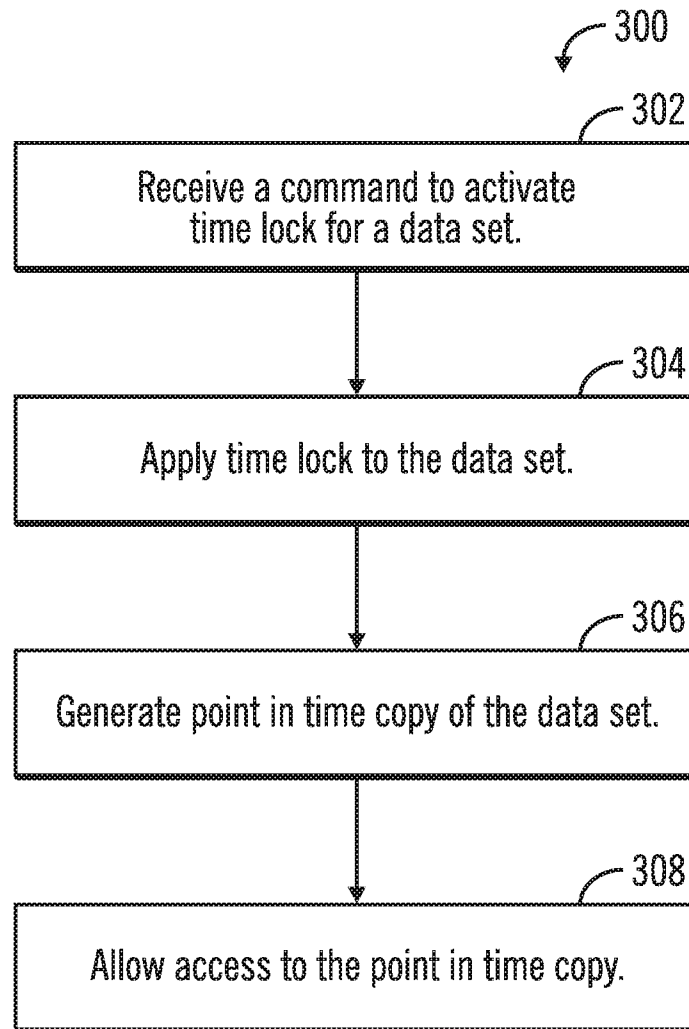 300
302
Receive a command to activate
time lock for a data set.
304
Apply time lock to the data set.
306
Generate point in time copy of the data set.
308
Allow access to the point in time copy.